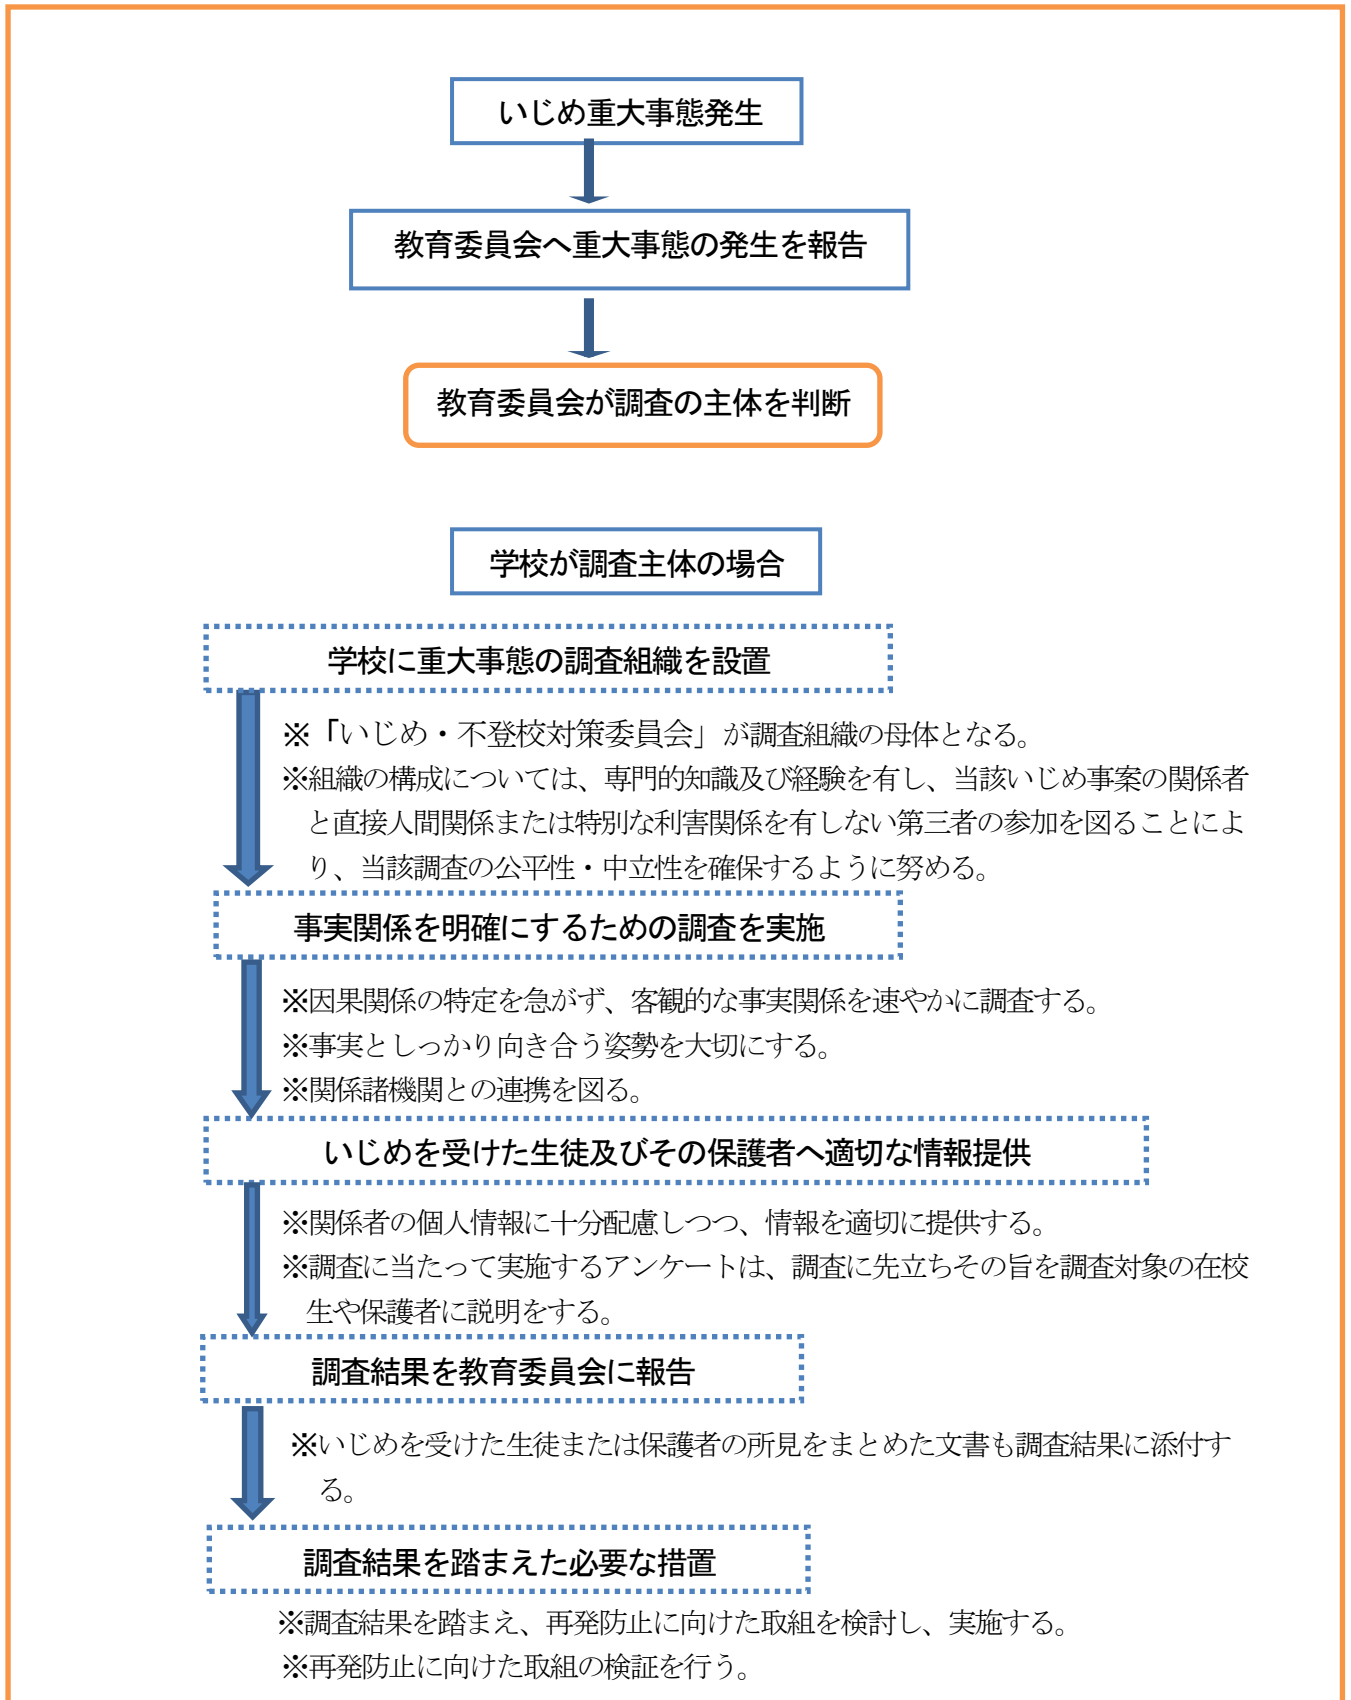 いじめ重大事態発生
教育委員会へ重大事態の発生を報告
教育委員会が調査の主体を判断
学校が調査主体の場合
学校に重大事態の調査組織を設置
※「いじめ・不登校対策委員会」が調査組織の母体となる。
※組織の構成については、専門的知識及び経験を有し、当該いじめ事案の関係者
と直接人間関係または特別な利害関係を有しない第三者の参加を図ることによ
り、当該調査の公平性・中立性を確保するように努める。
事実関係を明確にするための調査を実施
※因果関係の特定を急がず、客観的な事実関係を速やかに調査する。
※事実としっかり向き合う姿勢を大切にする。
※関係諸機関との連携を図る。
いじめを受けた生徒及びその保護者へ適切な情報提供
※関係者の個人情報に十分配慮しつつ、情報を適切に提供する。
※調査に当たって実施するアンケートは、調査に先立ちその旨を調査対象の在校
生や保護者に説明をする。
調査結果を教育委員会に報告
※いじめを受けた生徒または保護者の所見をまとめた文書も調査結果に添付す
る。
調査結果を踏まえた必要な措置
※調査結果を踏まえ、再発防止に向けた取組を検討し、実施する。
※再発防止に向けた取組の検証を行う。